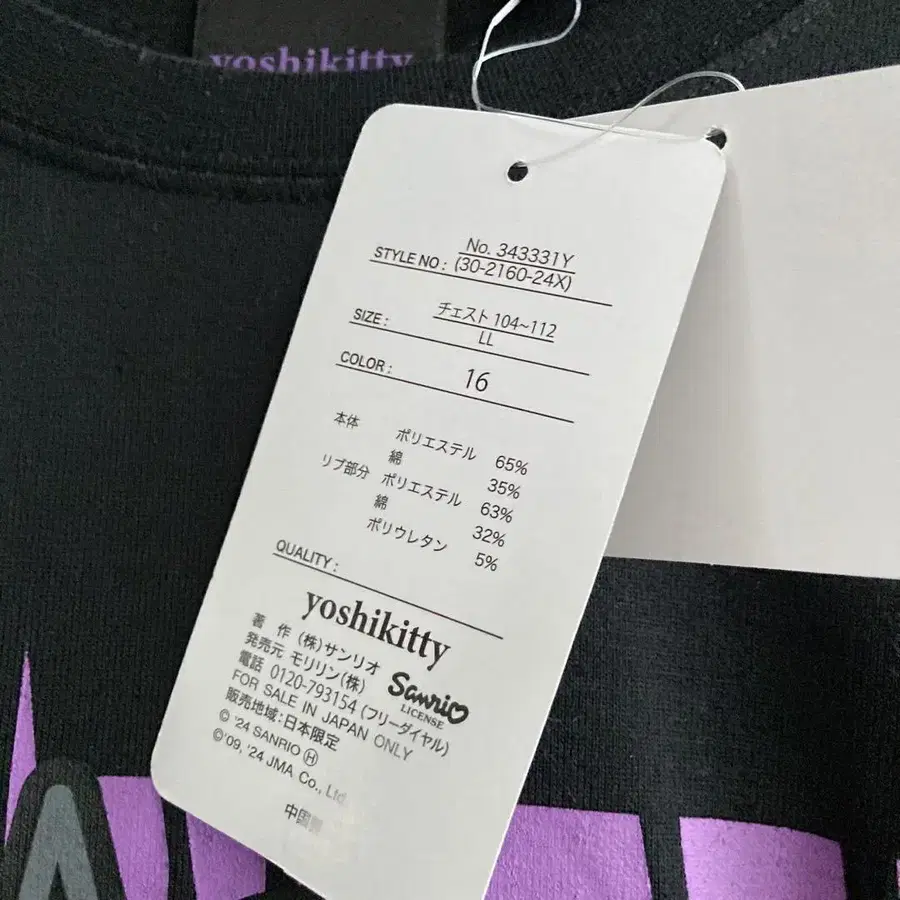 yoshikitty
No. 343331Y
STYLE NO : (30-2160-24X)
チェスト 104~112
SIZE :
LL
COLOR : 16
本体 ポリエステル 65%
綿 35%
リブ部分 ポリエステル 63%
綿 32%
ポリウレタン 5%
QUALITY :
yoshikitty
著 作 (株)サンリオ
発売元 モリリン(株)
電話 0120-793154 (フリーダイヤル)
FOR SALE IN JAPAN ONLY
販売地域:日本限定
© '24 SANRIO Ⓗ
©'09, '24 JMA Co., Ltd.
Sanrio
LICENSE
中国製